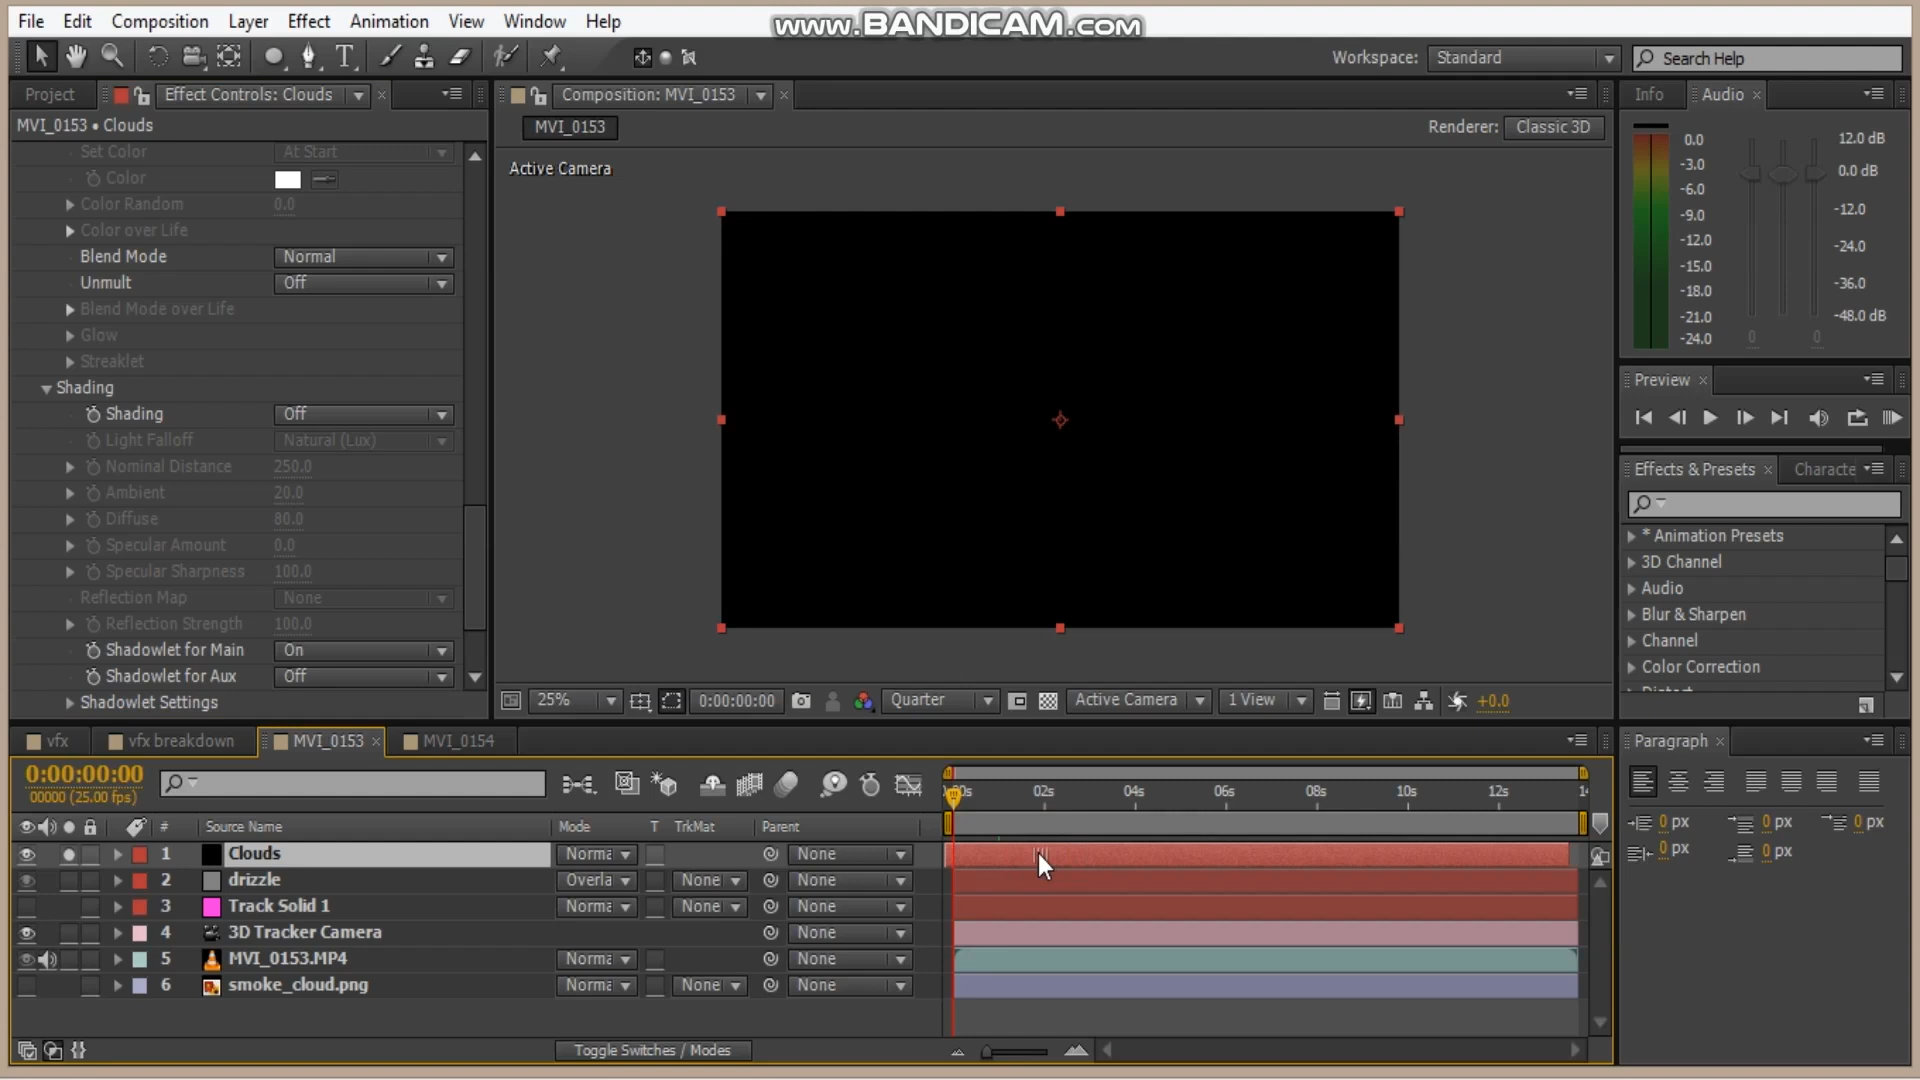 File Edit Composition Layer Effect Animation View Window Help
www.BANDICAM.com
Workspace: Standard Search Help
Project Effect Controls: Clouds
Composition: MVI_0153
Info Audio
MVI_0153 • Clouds
MVI_0153
Renderer: Classic 3D
Active Camera
Set Color At Start
Color
Color Random 0.0
Color over Life
Blend Mode Normal
Unmult Off
Blend Mode over Life
Glow
Streaklet
Shading
Shading Off
Light Falloff Natural (Lux)
Nominal Distance 250.0
Ambient 20.0
Diffuse 80.0
Specular Amount 0.0
Specular Sharpness 100.0
Reflection Map None
Reflection Strength 100.0
Shadowlet for Main On
Shadowlet for Aux Off
Shadowlet Settings
25% 0:00:00:00 Quarter Active Camera 1 View +0.0
0.0 12.0 dB
-3.0 0.0 dB
-6.0
-9.0 -12.0
-12.0 -24.0
-15.0
-18.0 -36.0
-21.0 -48.0 dB
-24.0 0 0
Preview
Effects & Presets Characte
* Animation Presets
3D Channel
Audio
Blur & Sharpen
Channel
Color Correction
vfx vfx breakdown MVI_0153 MVI_0154
Paragraph
0:00:00:00
00000 (25.00 fps)
02s 04s 06s 08s 10s 12s
# Source Name Mode T TrkMat Parent
1 Clouds Norma None
2 drizzle Overla None None
3 Track Solid 1 Norma None None
4 3D Tracker Camera None
5 MVI_0153.MP4 Norma None
6 smoke_cloud.png Norma None None
Toggle Switches / Modes
0 px 0 px 0 px
0 px 0 px